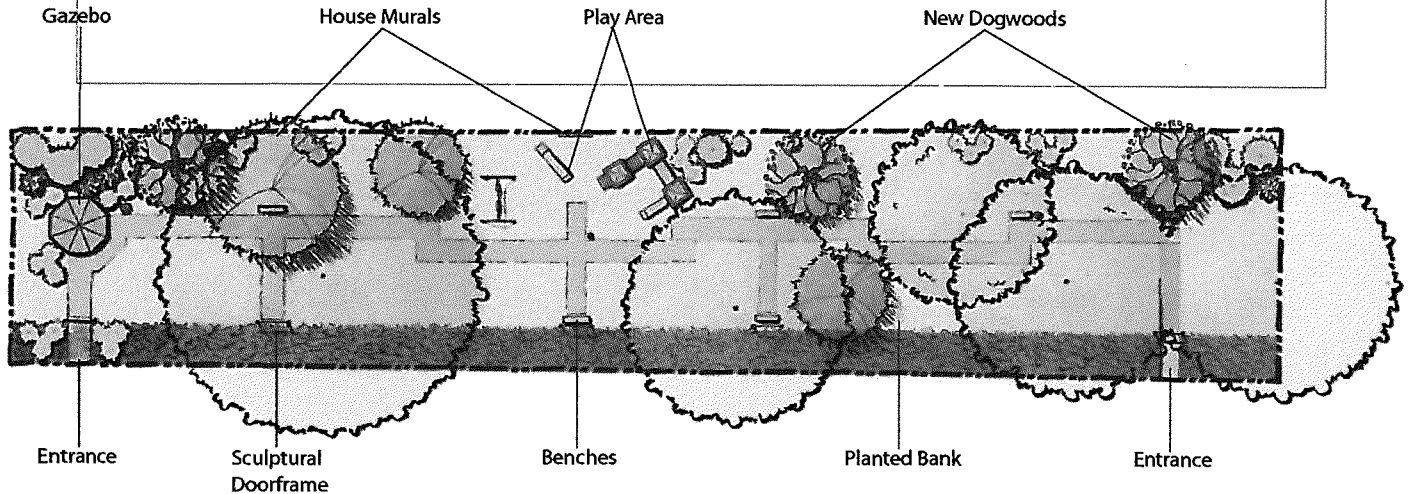 Gazebo
House Murals
Play Area
New Dogwoods
Entrance
Sculptural
Doorframe
Benches
Planted Bank
Entrance